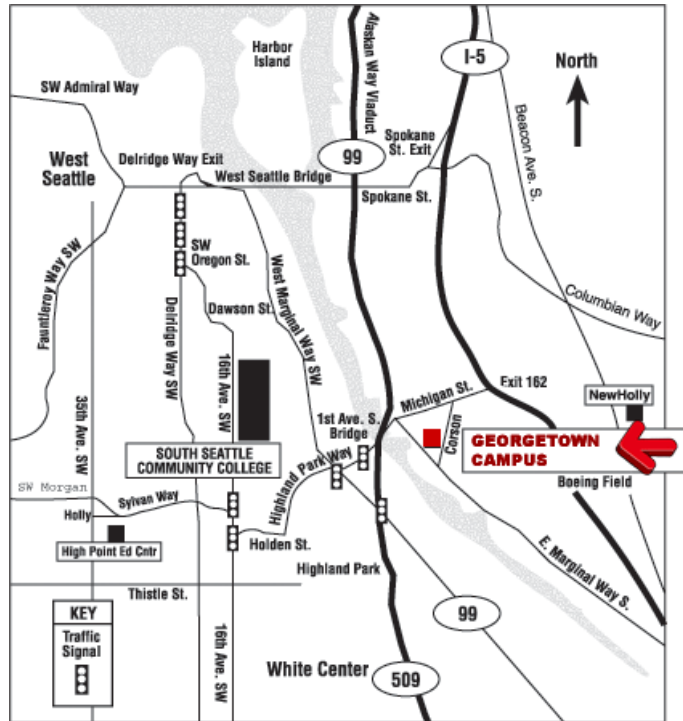 Harbor
Island
Alaskan Way Viaduct
I-5
North
SW Admiral Way
Beacon Ave. S.
West
Seattle
Delridge Way Exit
West Seattle Bridge
99
Spokane
St. Exit
Spokane St.
SW
Oregon St.
Fauntleroy Way SW
Delridge Way SW
Dawson St.
West Marginal Way SW
Columbian Way
16th Ave. SW
35th Ave. SW
Michigan St.
Exit 162
NewHolly
1st Ave. S.
Bridge
Corson
GEORGETOWN
CAMPUS
SOUTH SEATTLE
COMMUNITY COLLEGE
Highland Park Way
Boeing Field
SW Morgan
Sylvan Way
Holly
High Point Ed Cntr
Holden St.
E. Marginal Way S.
Highland Park
Thistle St.
KEY
Traffic
Signal
16th Ave. SW
99
White Center
509